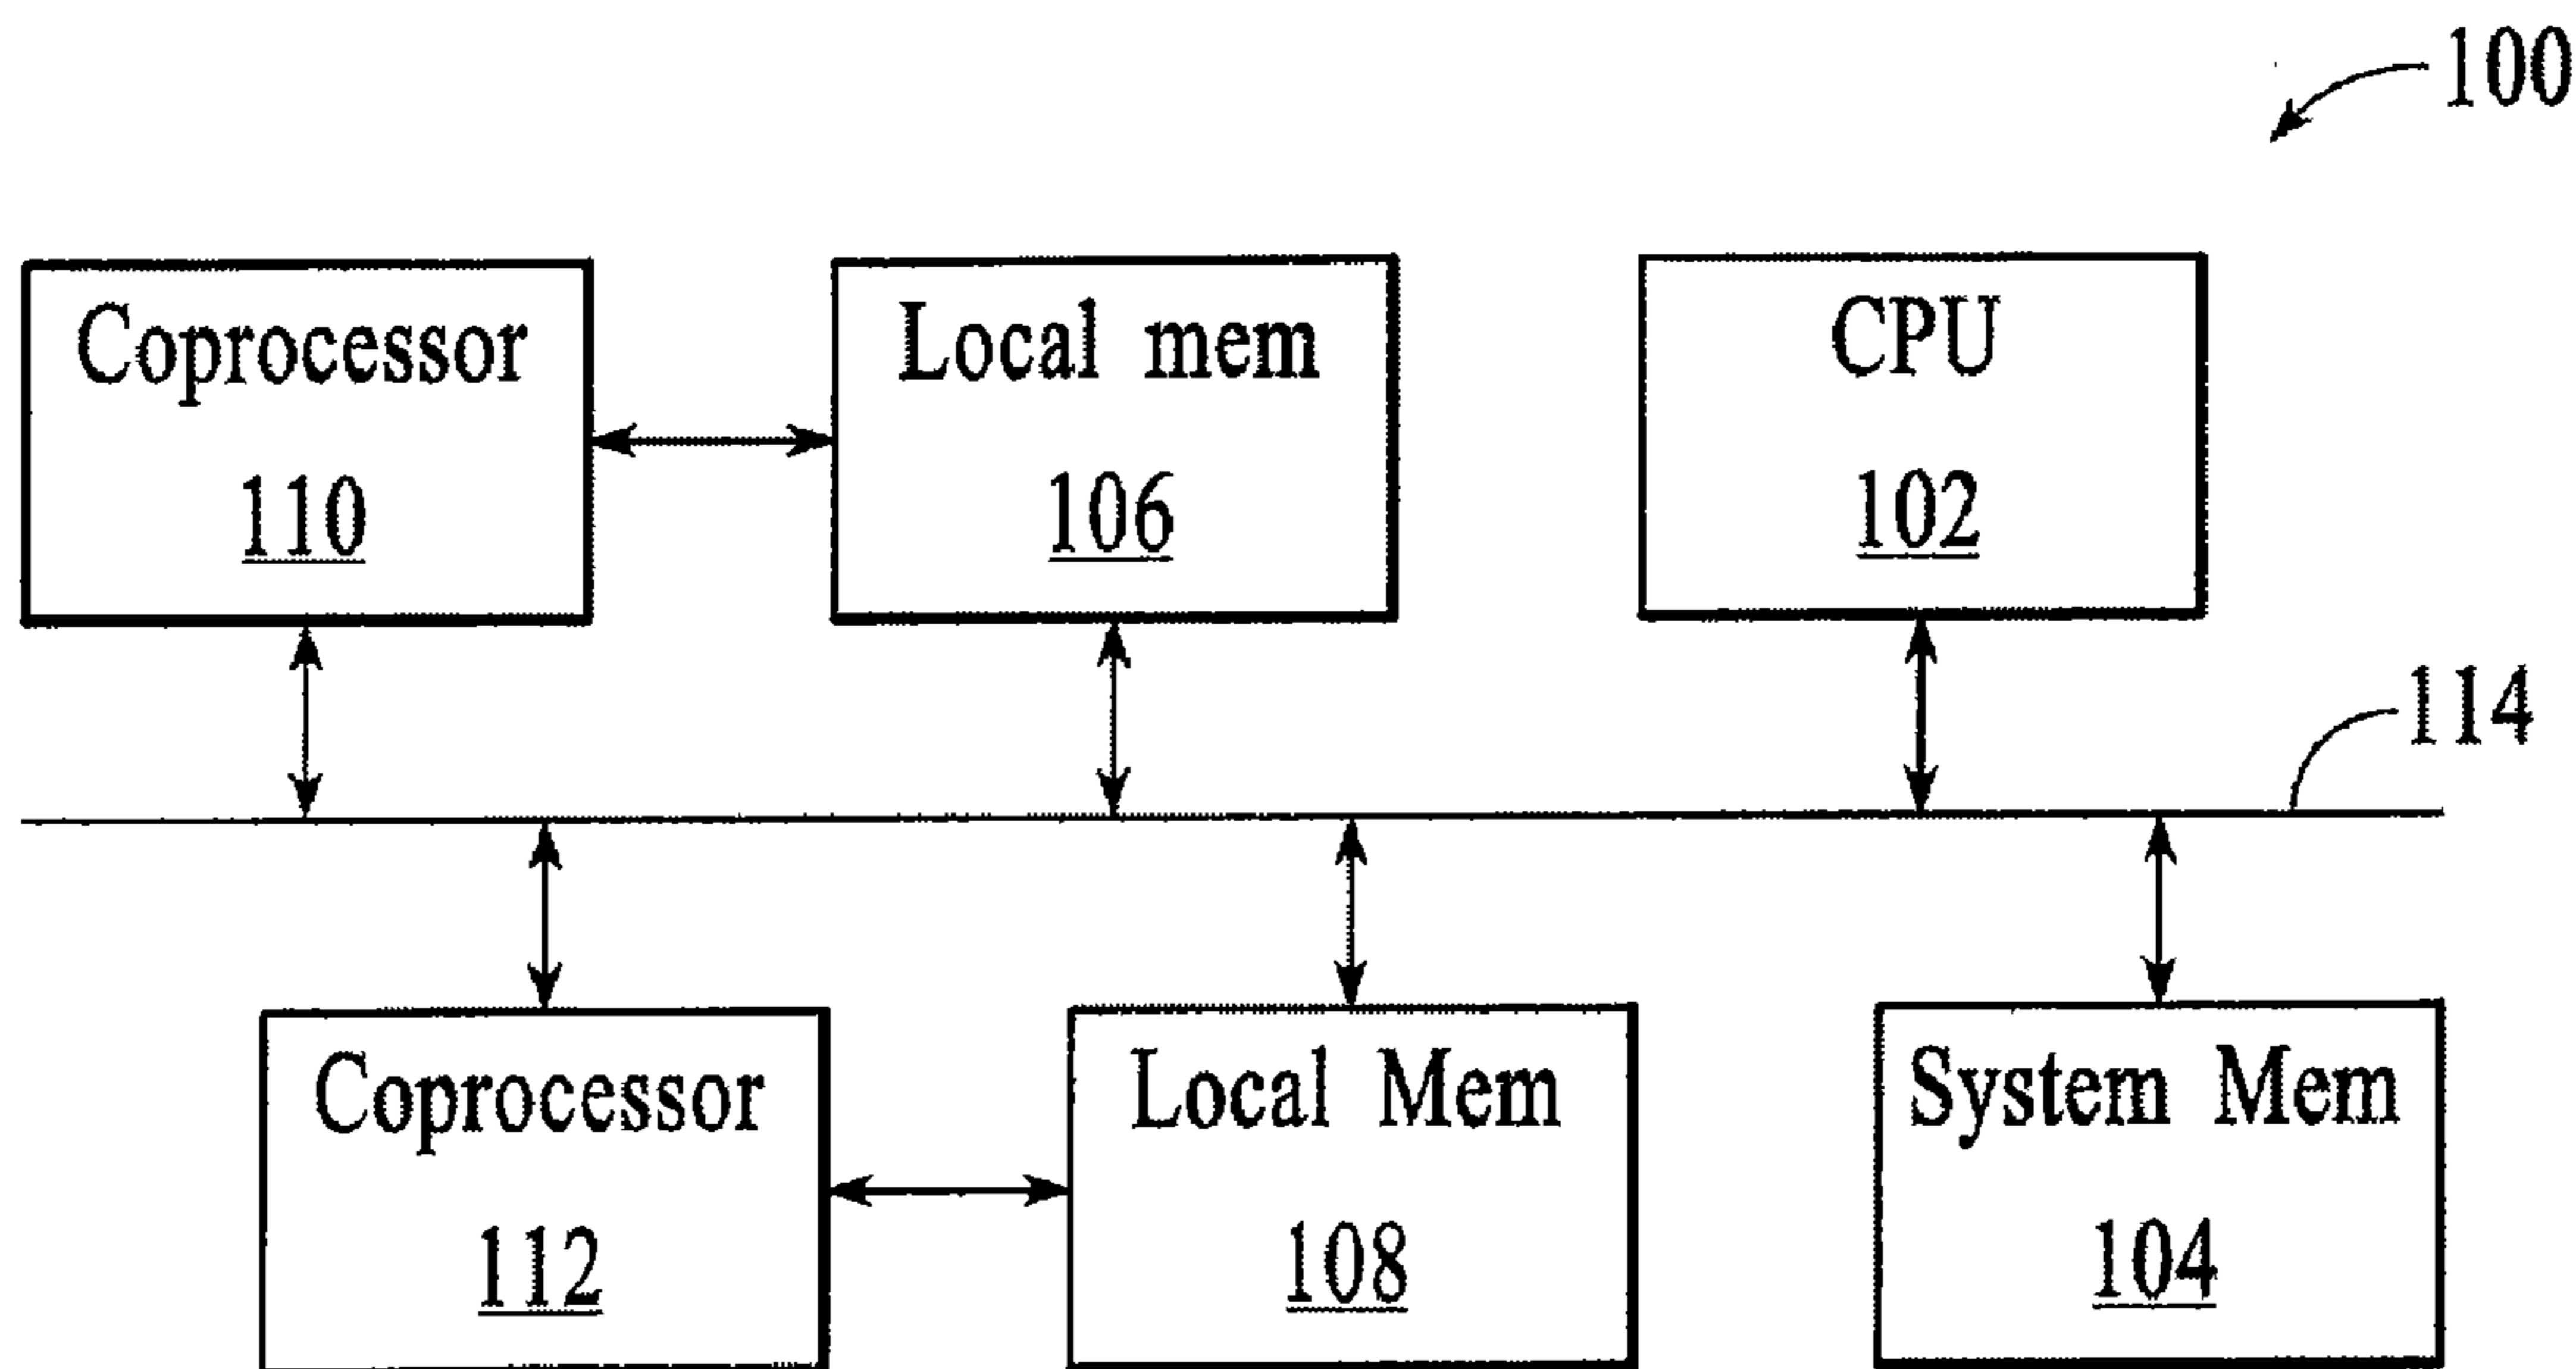 100
Coprocessor
110
Local mem
106
CPU
102
114
Coprocessor
112
Local Mem
108
System Mem
104